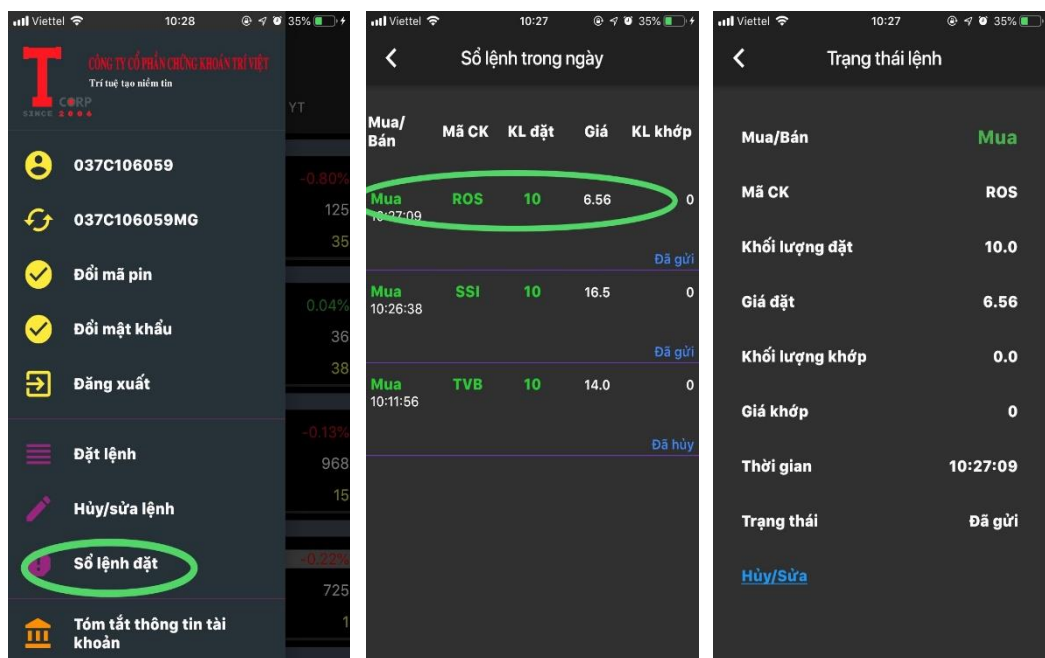 Viettel 10:28 35%
CÔNG TY CỔ PHẦN CHỨNG KHOÁN TRÍ VIỆT
Trí tuệ tạo niềm tin
T CORP
SINCE 2006
YT
037C106059
-0.80%
037C106059MG
125
35
Đổi mã pin
0.04%
Đổi mật khẩu
36
38
Đăng xuất
-0.13%
Đặt lệnh
968
15
Hủy/sửa lệnh
Sổ lệnh đặt
-0.22%
725
Tóm tắt thông tin tài
khoản
1
Viettel 10:27 35%
Sổ lệnh trong ngày
Mua/
Bán Mã CK KL đặt Giá KL khớp
Mua ROS 10 6.56 0
10:27:09
Đã gửi
Mua SSI 10 16.5 0
10:26:38
Đã gửi
Mua TVB 10 14.0 0
10:11:56
Đã hủy
Viettel 10:27 35%
Trạng thái lệnh
Mua/Bán Mua
Mã CK ROS
Khối lượng đặt 10.0
Giá đặt 6.56
Khối lượng khớp 0.0
Giá khớp 0
Thời gian 10:27:09
Trạng thái Đã gửi
Hủy/Sửa